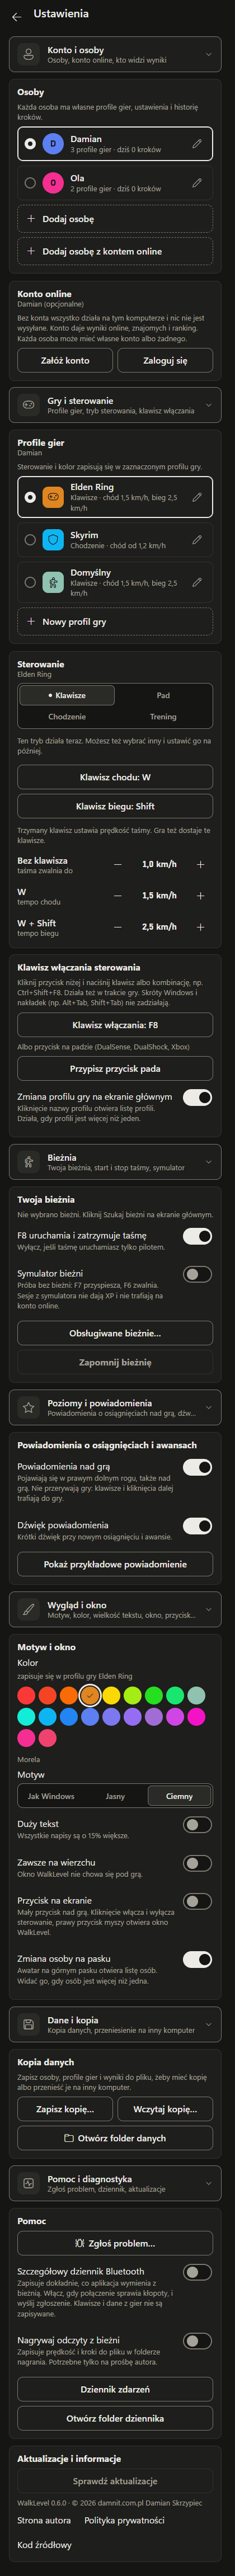 Ustawienia
Konto i osoby
Osoby, konto online, kto widzi wyniki
Osoby
Każda osoba ma własne profile gier, ustawienia i historię
kroków.
D
Damian
3 profile gier · dziś 0 kroków
O
Ola
2 profile gier · dziś 0 kroków
Dodaj osobę
Dodaj osobę z kontem online
Konto online
Damian (opcjonalne)
Bez konta wszystko działa na tym komputerze i nic nie jest
wysyłane. Konto daje wyniki online, znajomych i ranking.
Każda osoba może mieć własne konto albo żadnego.
Załóż konto
Zaloguj się
Gry i sterowanie
Profile gier, tryb sterowania, klawisz włączania
Profile gier
Damian
Sterowanie i kolor zapisują się w zaznaczonym profilu gry.
Elden Ring
Klawisze · chód 1,5 km/h, bieg 2,5
km/h
Skyrim
Chodzenie · chód od 1,2 km/h
Domyślny
Klawisze · chód 1,5 km/h, bieg 2,5
km/h
Nowy profil gry
Sterowanie
Elden Ring
Klawisze
Pad
Chodzenie
Trening
Ten tryb działa teraz. Możesz też wybrać inny i ustawić go na
później.
Klawisz chodu: W
Klawisz biegu: Shift
Trzymany klawisz ustawia prędkość taśmy. Gra też dostaje te
klawisze.
Bez klawisza
taśma zwalnia do
1,0 km/h
W
tempo chodu
1,5 km/h
W + Shift
tempo biegu
2,5 km/h
Klawisz włączania sterowania
Kliknij przycisk niżej i naciśnij klawisz albo kombinację, np.
Ctrl+Shift+F8. Działa też w trakcie gry. Skróty Windows i
nakładek (np. Alt+Tab, Shift+Tab) nie zadziałają.
Klawisz włączania: F8
Albo przycisk na padzie (DualSense, DualShock, Xbox)
Przypisz przycisk pada
Zmiana profilu gry na ekranie głównym
Kliknięcie nazwy profilu otwiera listę profili.
Działa, gdy profil jest więcej niż jeden.
Bieżnia
Twoja bieżnia, start i stop taśmy, symulator
Twoja bieżnia
Nie wybrano bieżni. Kliknij Szukaj bieżni na ekranie głównym.
F8 uruchamia i zatrzymuje taśmę
Wyłącz, jeśli taśmę uruchamiasz tylko pilotem.
Symulator bieżni
Próba bez bieżni: F7 przyspiesza, F6 zwalnia.
Sesje z symulatora nie dają XP i nie trafiają na
konto online.
Obsługiwane bieżnie...
Zapomnij bieżnię
Poziomy i powiadomienia
Powiadomienia o osiągnięciach nad grą, dźw...
Powiadomienia o osiągnięciach i awansach
Powiadomienia nad grą
Pojawiają się w prawym dolnym rogu, także nad
grą. Nie przerywają gry: klawisze i kliknięcia dalej
trafiają do gry.
Dźwięk powiadomienia
Krótki dźwięk przy nowym osiągnięciu i awansie.
Pokaż przykładowe powiadomienie
Wygląd i okno
Motyw, kolor, wielkość tekstu, okno, przycisk...
Motyw i okno
Kolor
zapisuje się w profilu gry Elden Ring
Morela
Motyw
Jak Windows
Jasny
Ciemny
Duży tekst
Wszystkie napisy są o 15% większe.
Zawsze na wierzchu
Okno WalkLevel nie chowa się pod grą.
Przycisk na ekranie
Mały przycisk nad grą. Kliknięcie włącza i wyłącza
sterowanie, prawy przycisk myszy otwiera okno
WalkLevel.
Zmiana osoby na pasku
Awatar na górnym pasku otwiera listę osób.
Widać go, gdy osób jest więcej niż jedna.
Dane i kopia
Kopia danych, przeniesienie na inny komputer
Kopia danych
Zapisz osoby, profile gier i wyniki do pliku, żeby mieć kopię
albo przenieść je na inny komputer.
Zapisz kopię...
Wczytaj kopię...
Otwórz folder danych
Pomoc i diagnostyka
Zgłoś problem, dziennik, aktualizacje
Pomoc
Zgłoś problem...
Szczegółowy dziennik Bluetooth
Zapisuje dokładnie, co aplikacja wymienia z
bieżnią. Włącz, gdy połączenie sprawia kłopoty, i
wyślij zgłoszenie. Klawisze i dane z gier nie są
zapisywane.
Nagrywaj odczyty z bieżni
Zapisuje prędkość i kroki do pliku w folderze
nagrania. Potrzebne tylko na prośbę autora.
Dziennik zdarzeń
Otwórz folder dziennika
Aktualizacje i informacje
Sprawdź aktualizacje
WalkLevel 0.6.0 · © 2026 damnit.com.pl Damian Skrzypiec
Strona autora
Polityka prywatności
Kod źródłowy